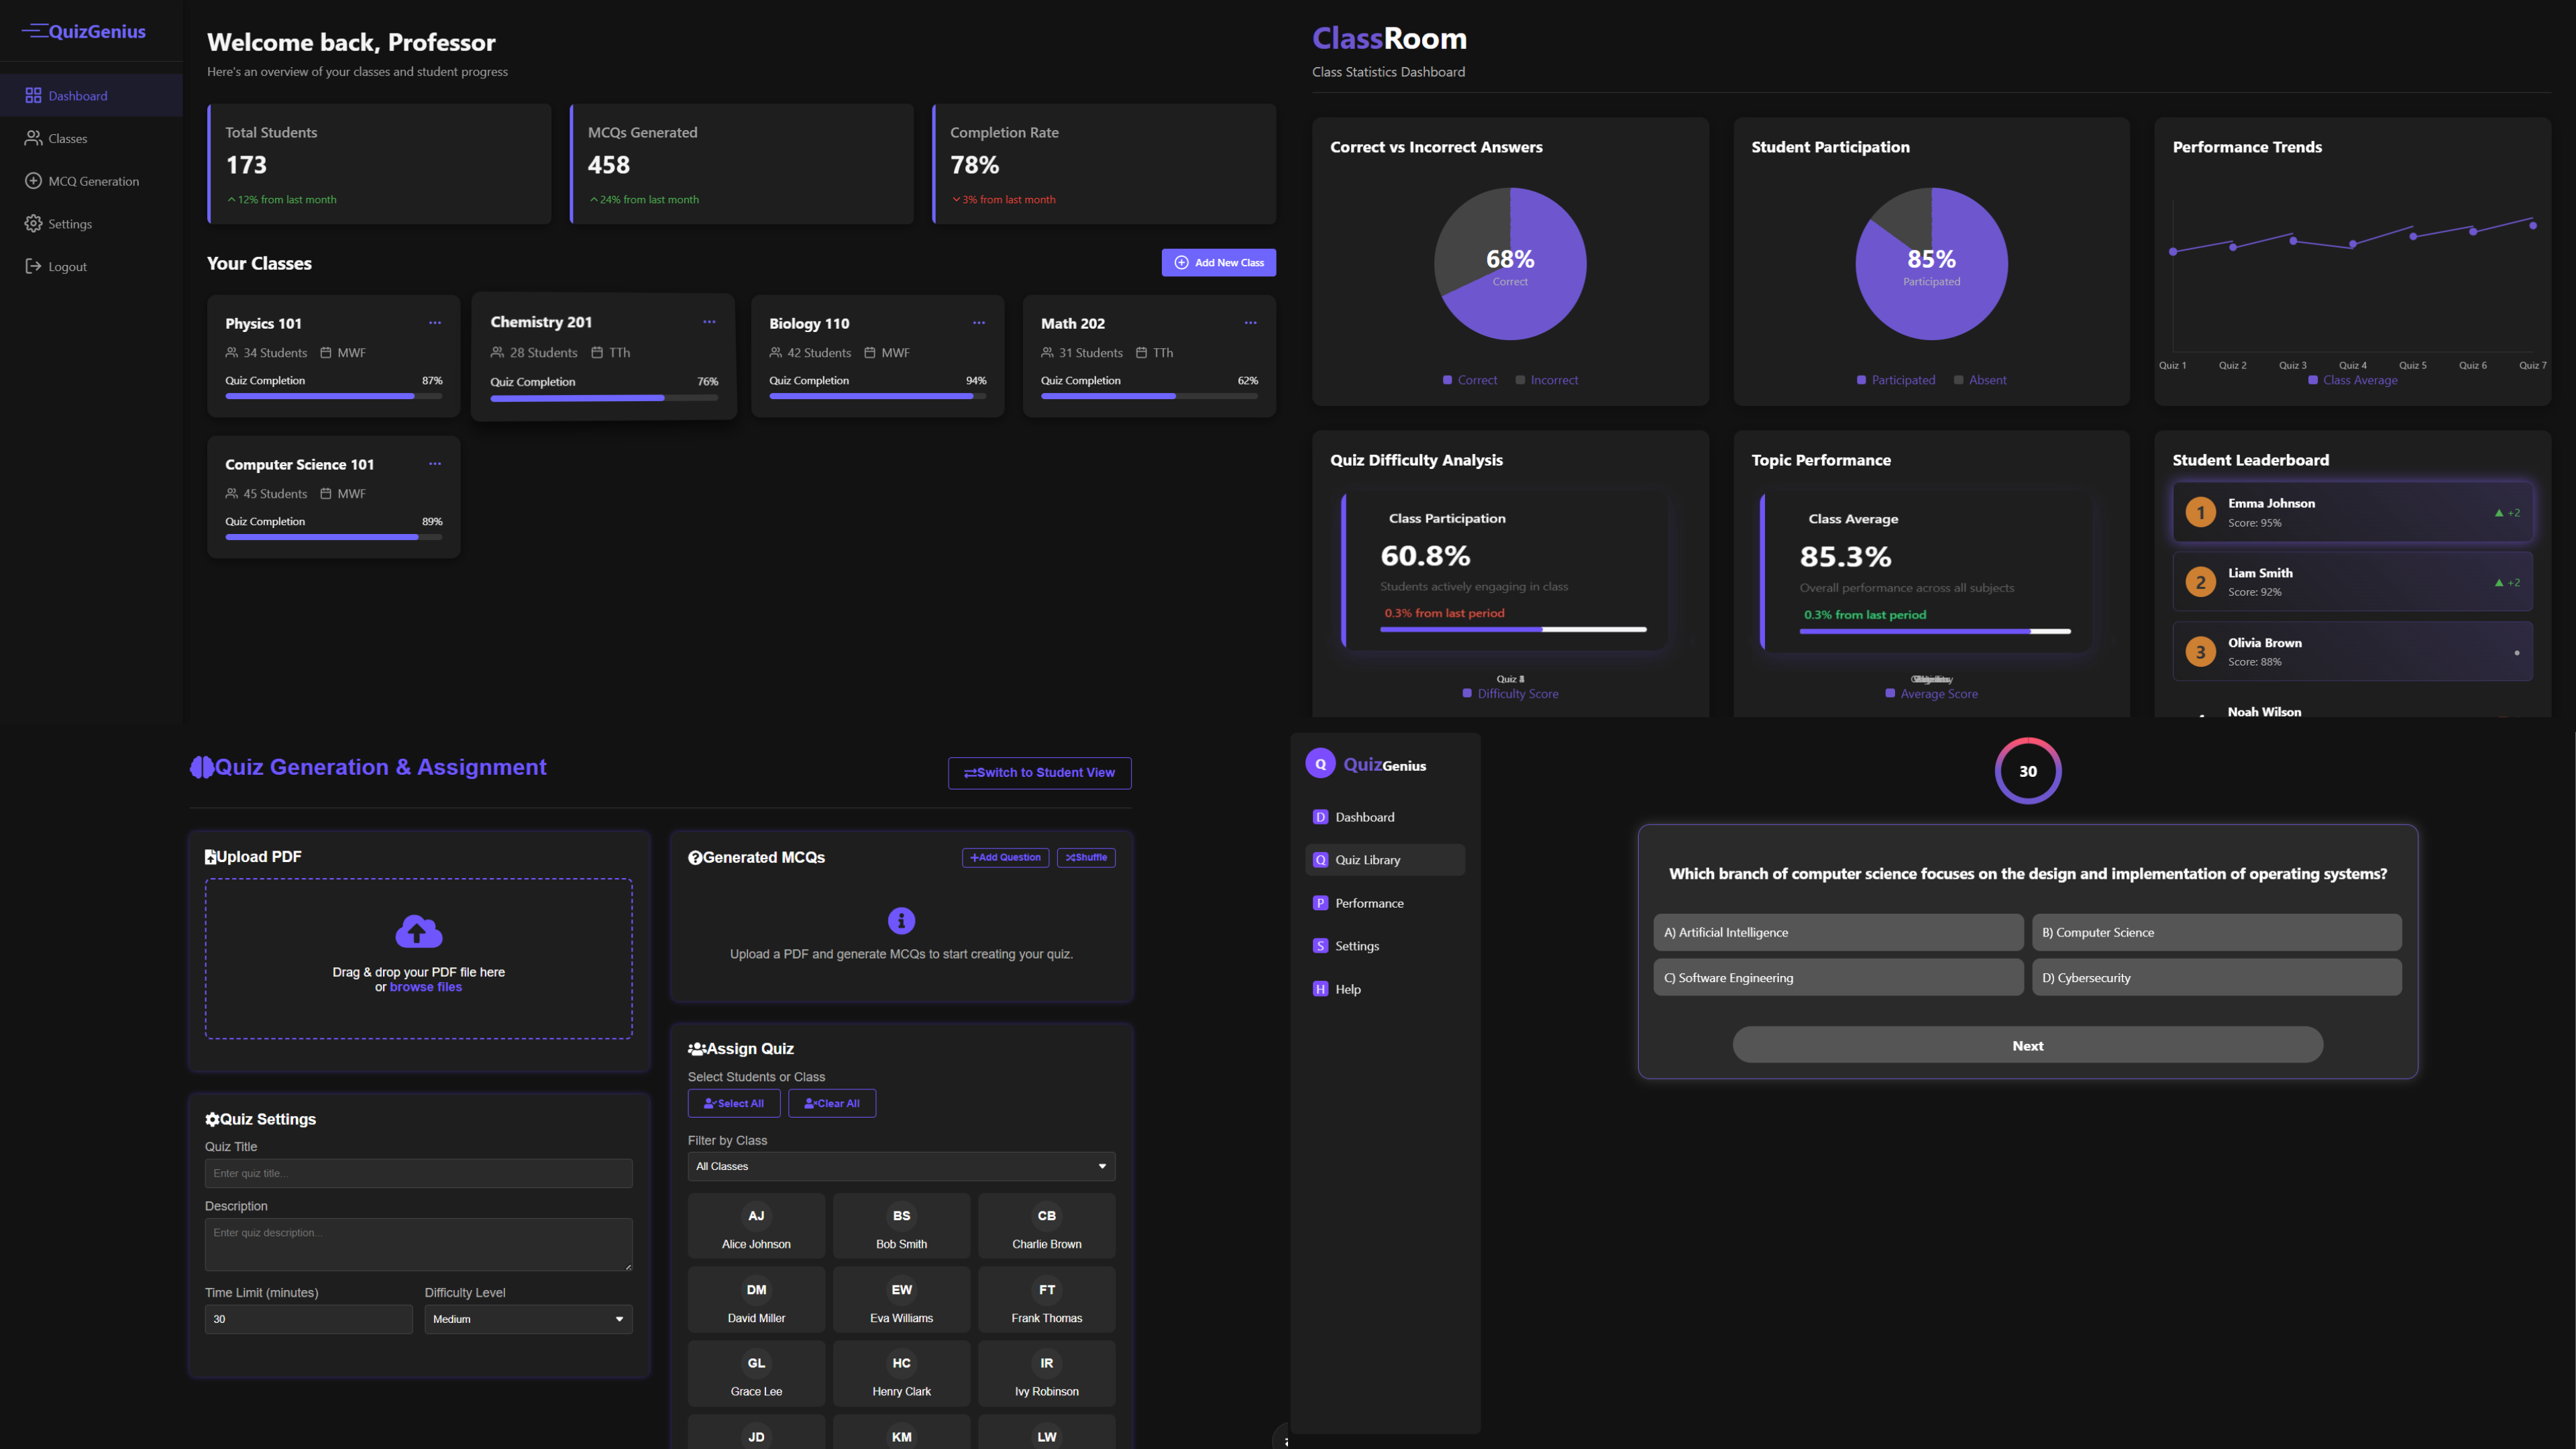 QuizGenius
Dashboard
Classes
MCQ Generation
Settings
Logout
Welcome back, Professor
Here's an overview of your classes and student progress
Total Students
173
12% from last month
MCQs Generated
458
24% from last month
Completion Rate
78%
3% from last month
Your Classes
Add New Class
Physics 101
34 Students MWF
Quiz Completion 87%
Chemistry 201
28 Students TTh
Quiz Completion 76%
Biology 110
42 Students MWF
Quiz Completion 94%
Math 202
31 Students TTh
Quiz Completion 62%
Computer Science 101
45 Students MWF
Quiz Completion 89%
ClassRoom
Class Statistics Dashboard
Correct vs Incorrect Answers
68%
Correct
Correct Incorrect
Student Participation
85%
Participated
Participated Absent
Performance Trends
Quiz 1 Quiz 2 Quiz 3 Quiz 4 Quiz 5 Quiz 6 Quiz 7
Class Average
Quiz Difficulty Analysis
Class Participation
60.8%
Students actively engaging in class
0.3% from last period
Quiz
Difficulty Score
Topic Performance
Class Average
85.3%
Overall performance across all subjects
0.3% from last period
Average Score
Student Leaderboard
1 Emma Johnson
Score: 95%
▲ +2
2 Liam Smith
Score: 92%
▲ +2
3 Olivia Brown
Score: 88%
Noah Wilson
Quiz Generation & Assignment
Switch to Student View
Upload PDF
Drag & drop your PDF file here
or browse files
Quiz Settings
Quiz Title
Enter quiz title...
Description
Enter quiz description...
Time Limit (minutes)
30
Difficulty Level
Medium
Generated MCQs
Add Question
Shuffle
Upload a PDF and generate MCQs to start creating your quiz.
Assign Quiz
Select Students or Class
Select All
Clear All
Filter by Class
All Classes
AJ
Alice Johnson
BS
Bob Smith
CB
Charlie Brown
DM
David Miller
EW
Eva Williams
FT
Frank Thomas
GL
Grace Lee
HC
Henry Clark
IR
Ivy Robinson
JD
KM
LW
Q QuizGenius
D Dashboard
Q Quiz Library
P Performance
S Settings
H Help
30
Which branch of computer science focuses on the design and implementation of operating systems?
A) Artificial Intelligence
B) Computer Science
C) Software Engineering
D) Cybersecurity
Next